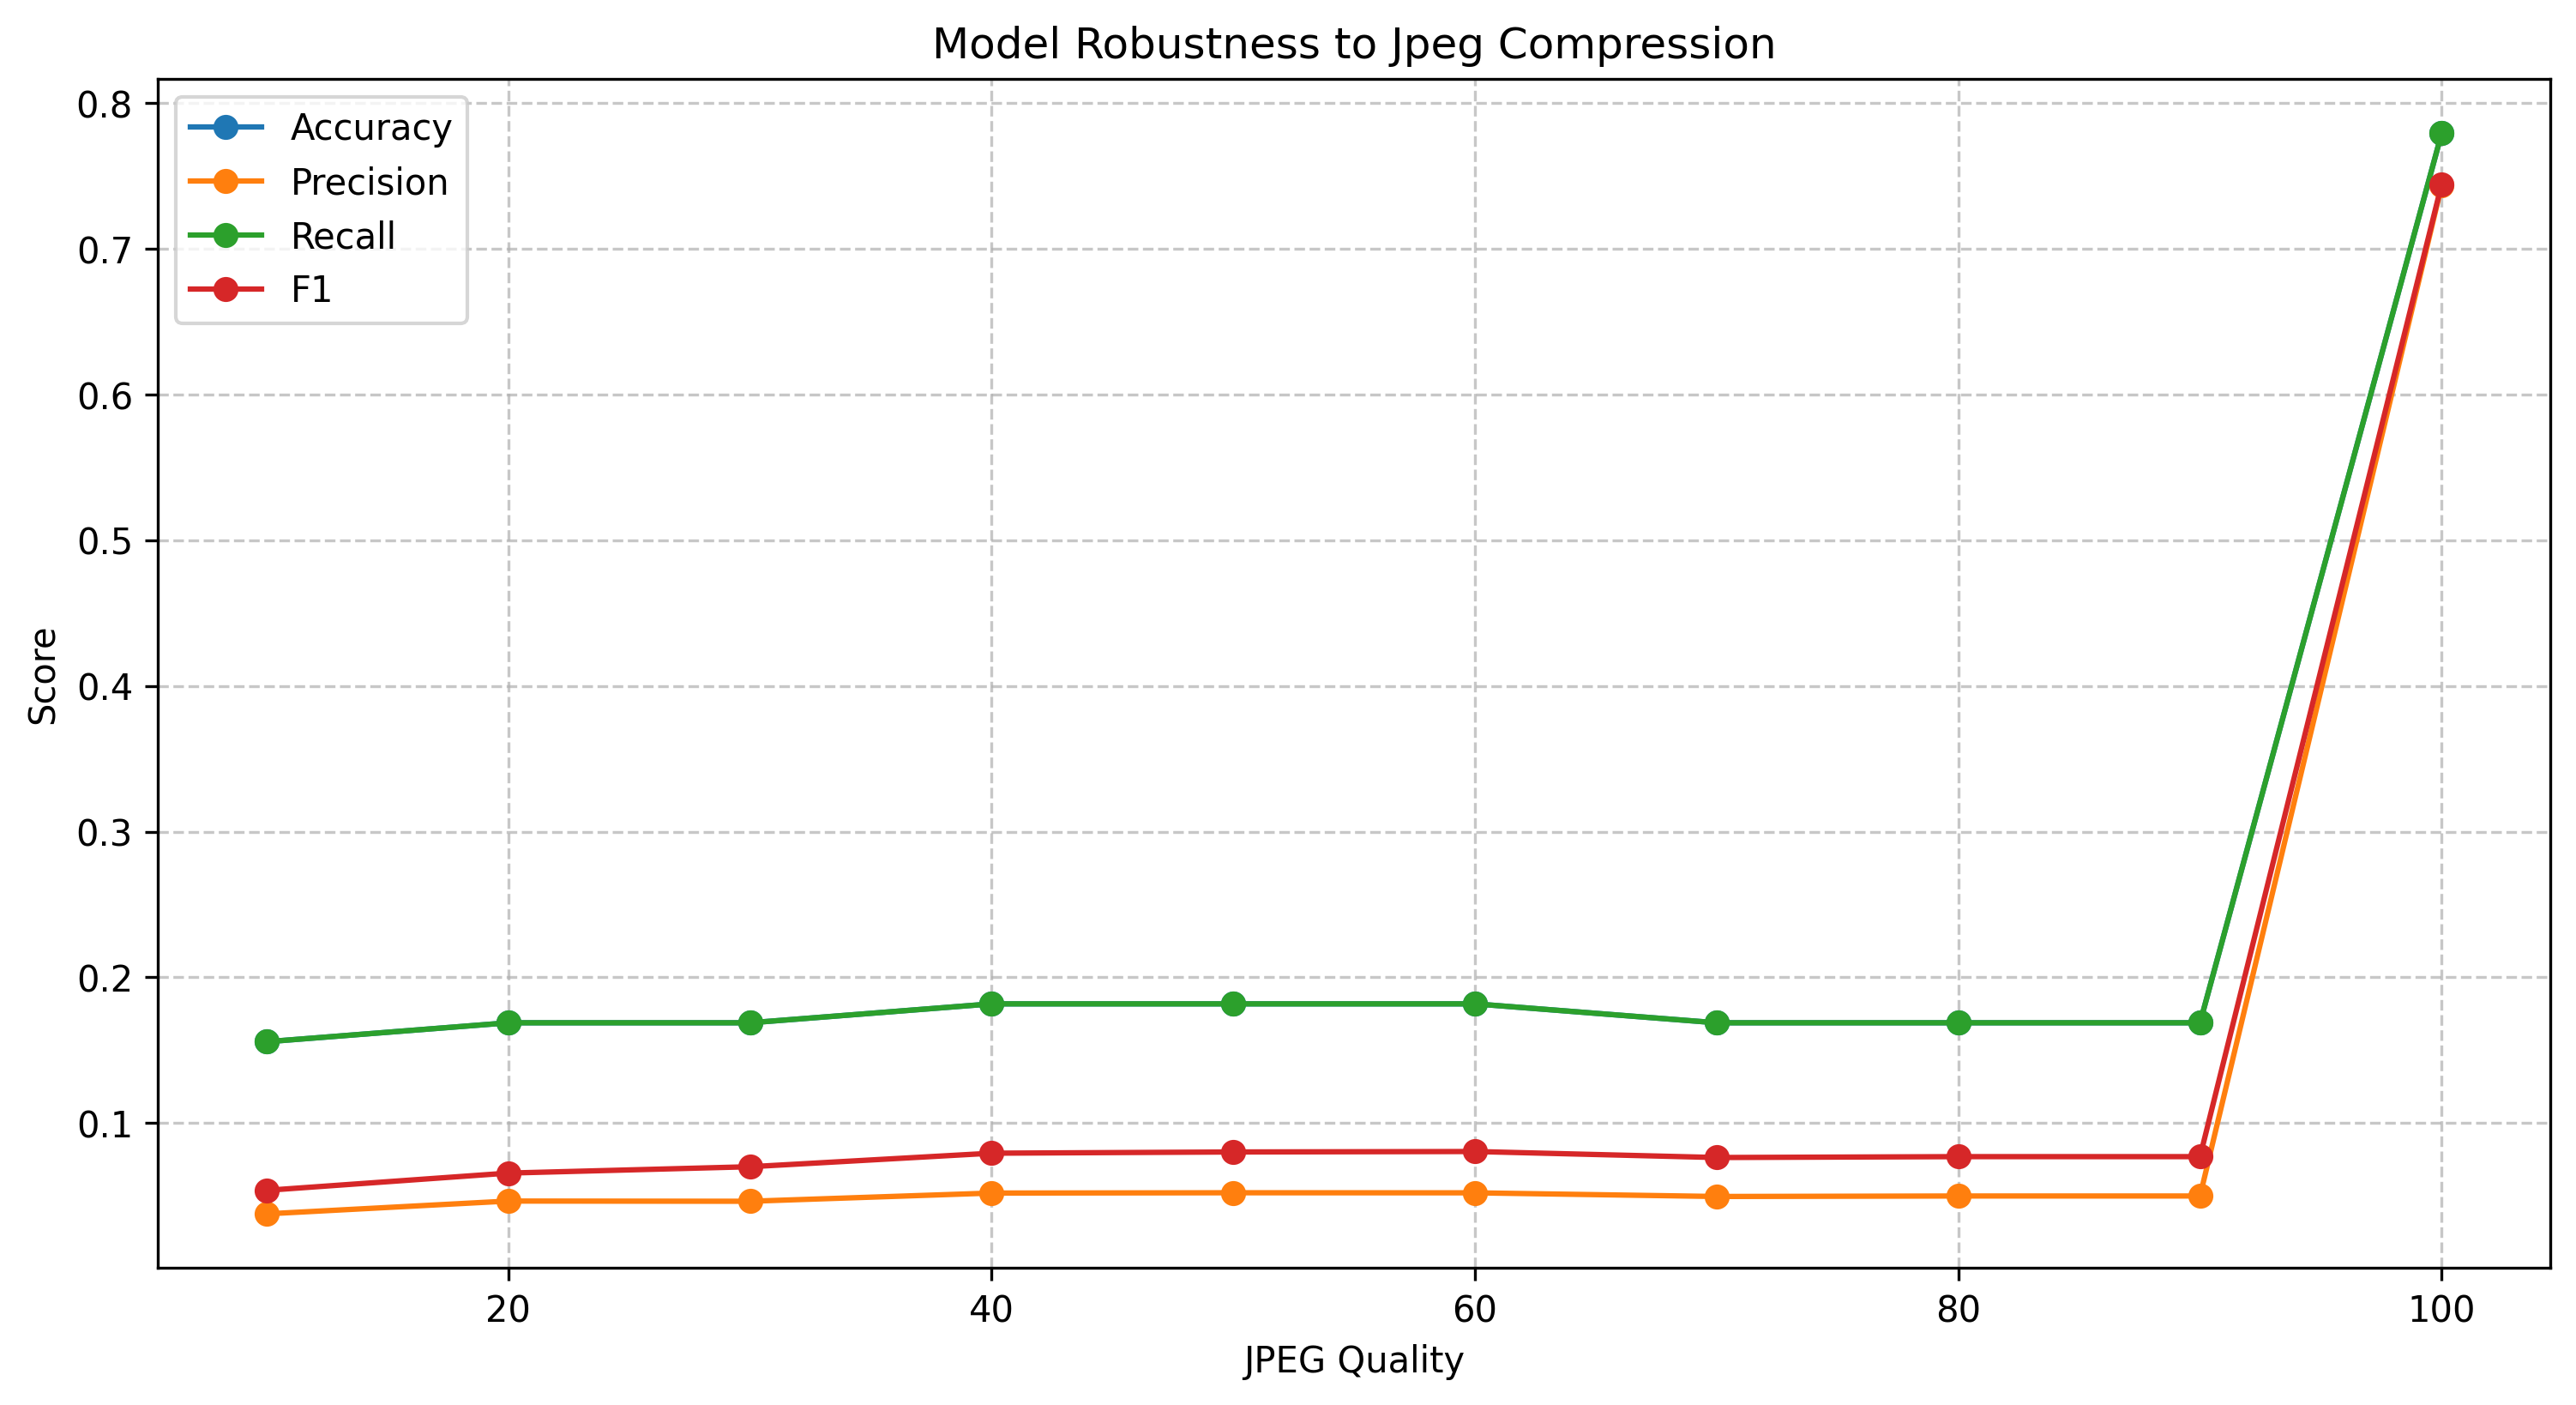 Model Robustness to Jpeg Compression
0.8
0.7
0.6
0.5
0.4
0.3
0.2
0.1
Score
Accuracy
Precision
Recall
F1
20 40 60 80 100
JPEG Quality